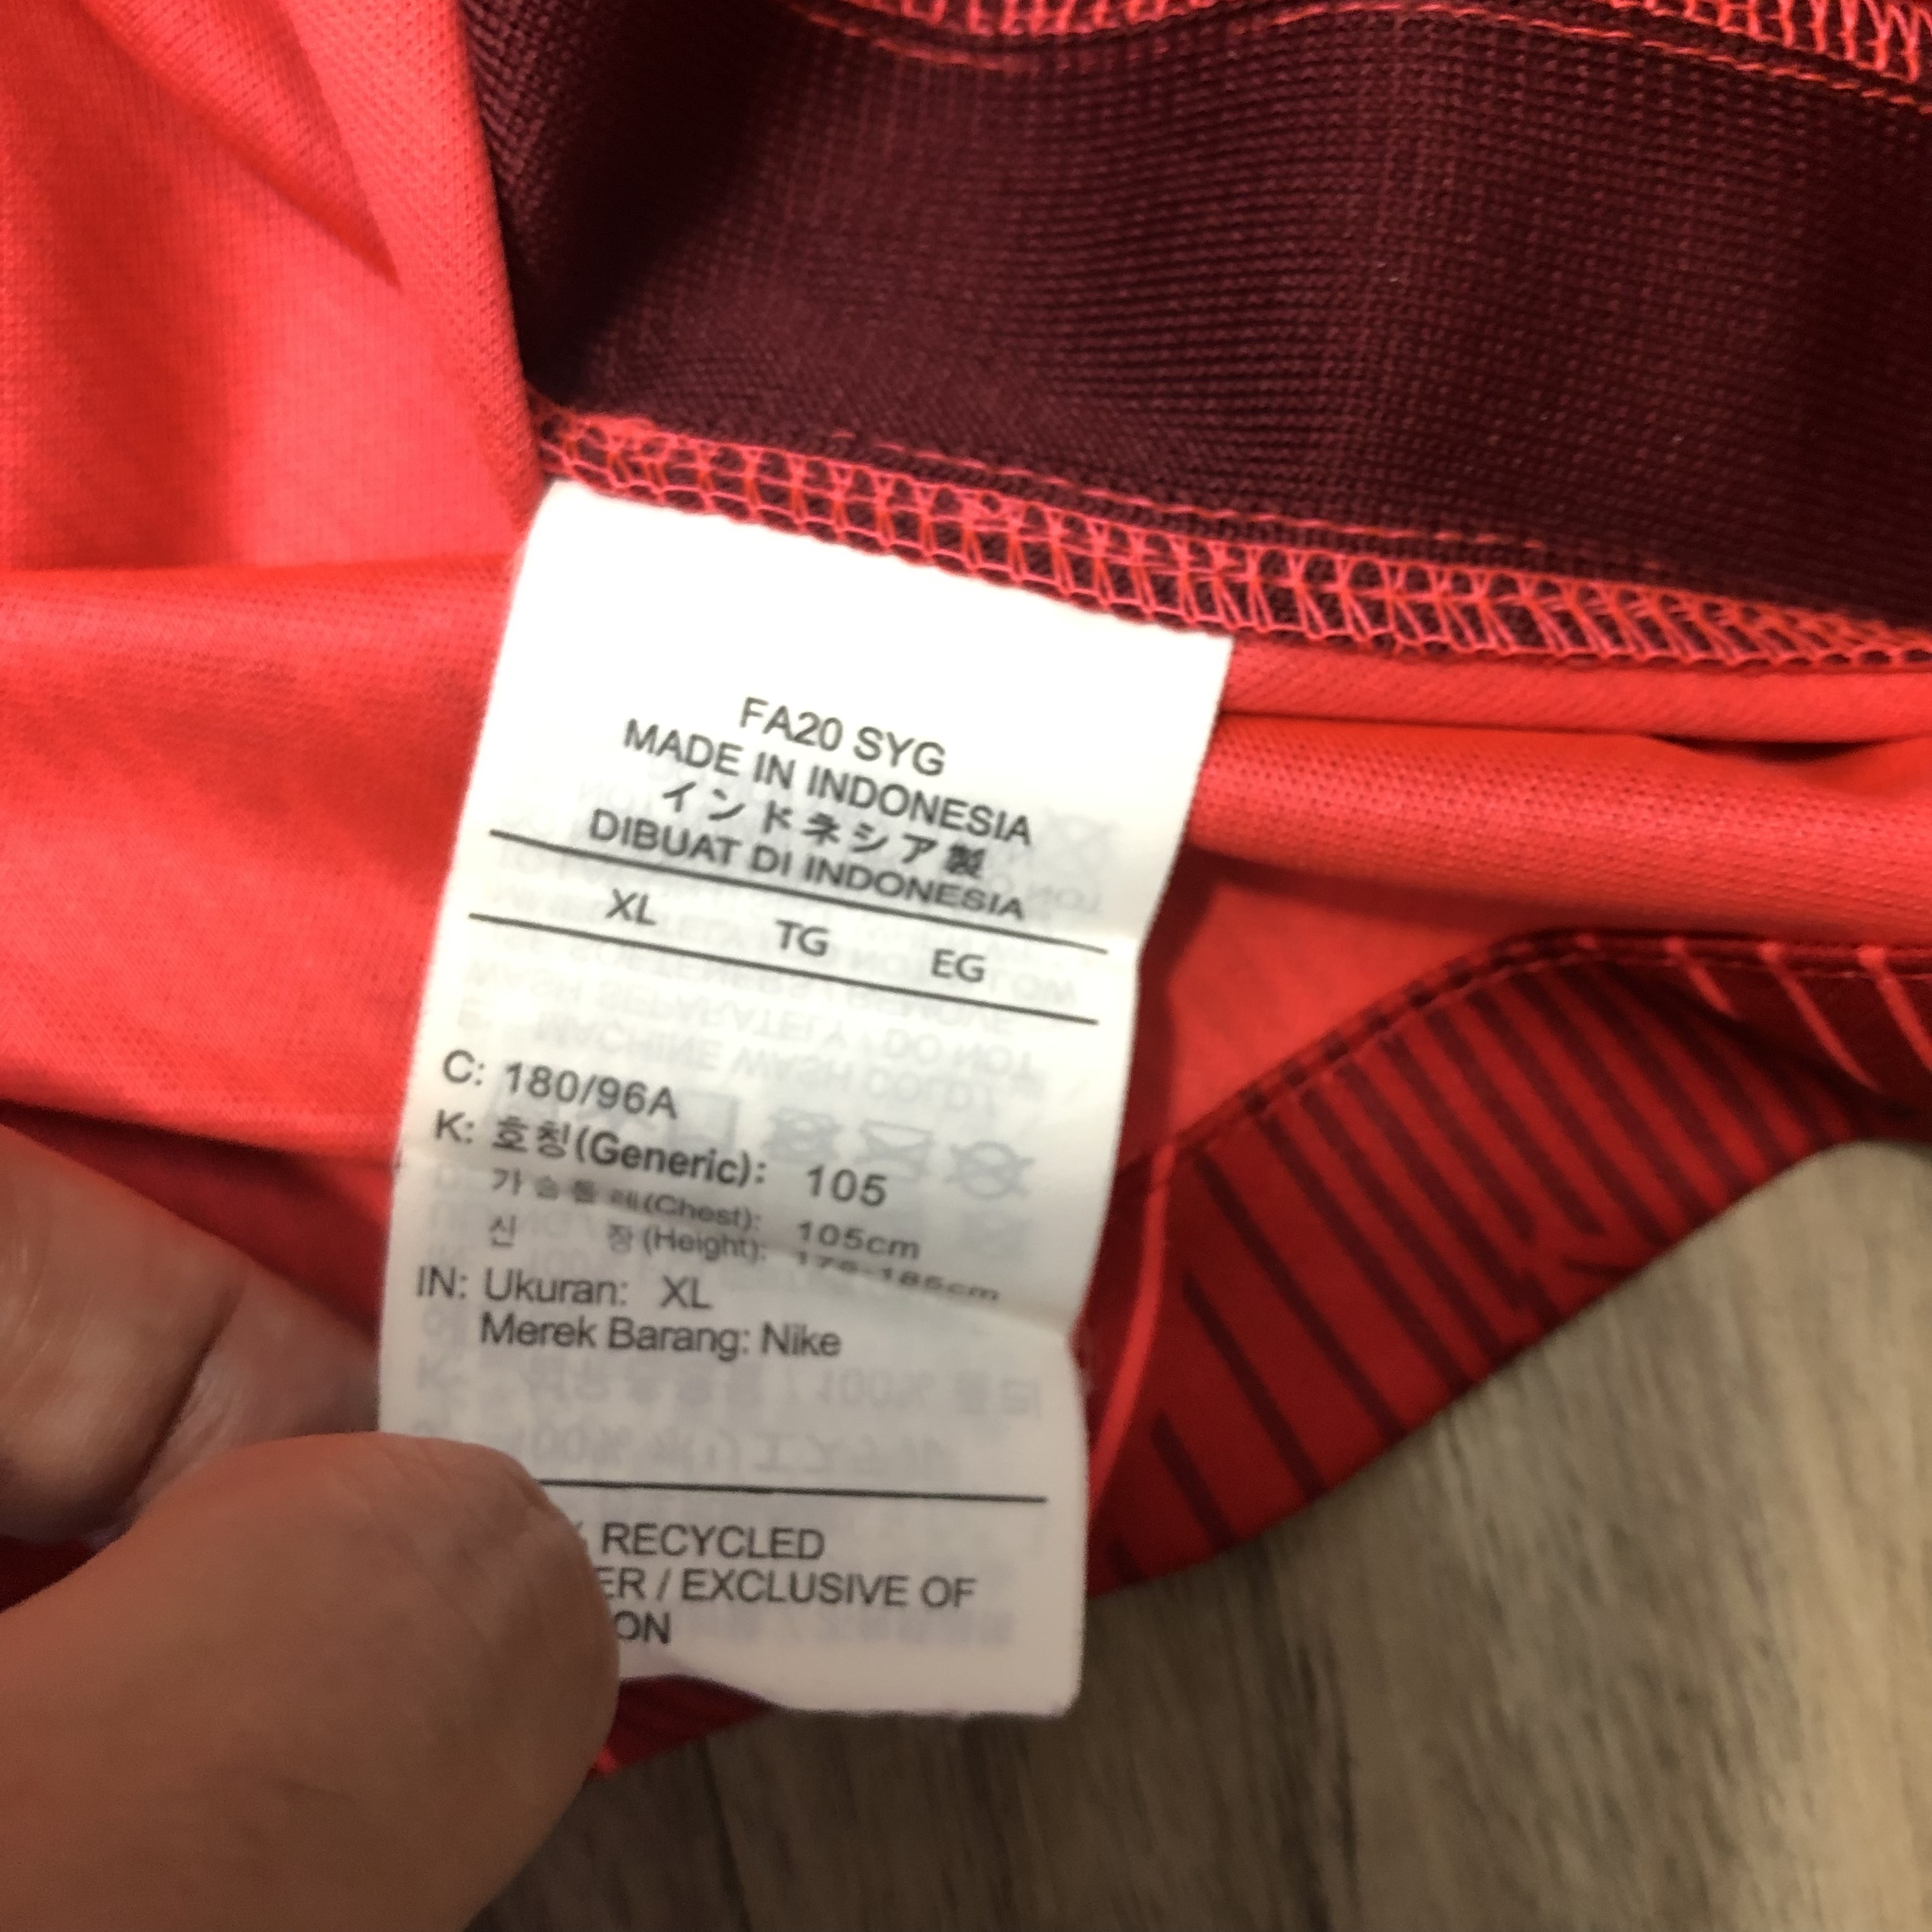 FA20 SYG
MADE IN INDONESIA
インドネシア製
DIBUAT DI INDONESIA
XL TG EG
C: 180/96A
K: 호칭(Generic): 105
가슴둘레(Chest): 105cm
신 장(Height): 175-185cm
IN: Ukuran: XL
Merek Barang: Nike
RECYCLED
/ EXCLUSIVE OF